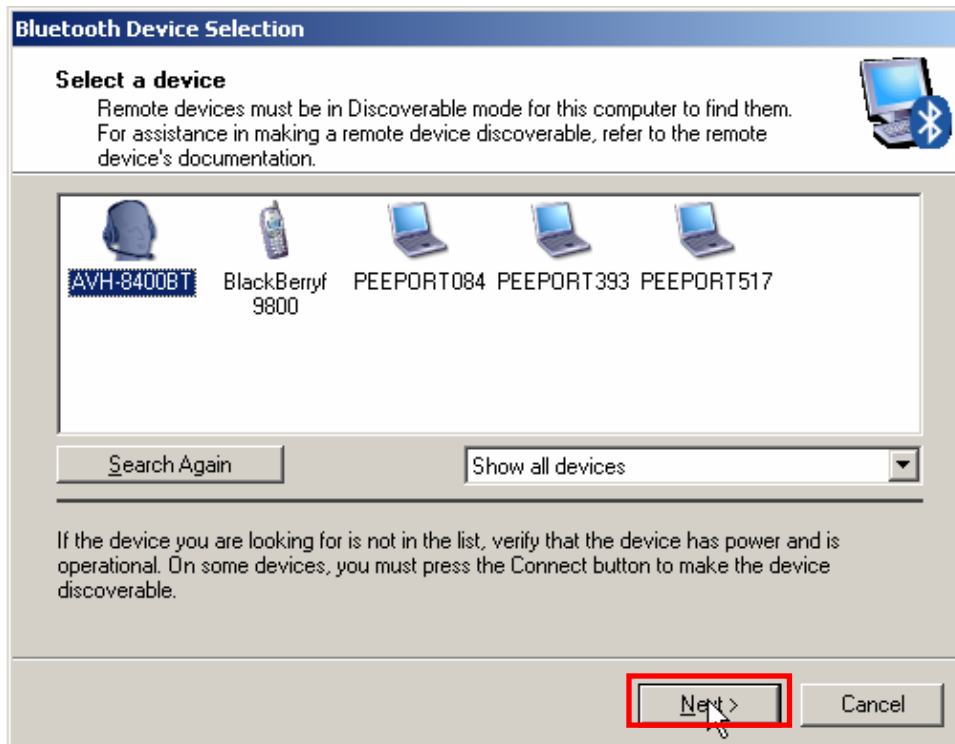 Bluetooth Device Selection
Select a device
Remote devices must be in Discoverable mode for this computer to find them.
For assistance in making a remote device discoverable, refer to the remote
device's documentation.
AVH-8400BT BlackBerryf PEEPORT084 PEEPORT393 PEEPORT517
9800
Search Again Show all devices
If the device you are looking for is not in the list, verify that the device has power and is
operational. On some devices, you must press the Connect button to make the device
discoverable.
Next > Cancel